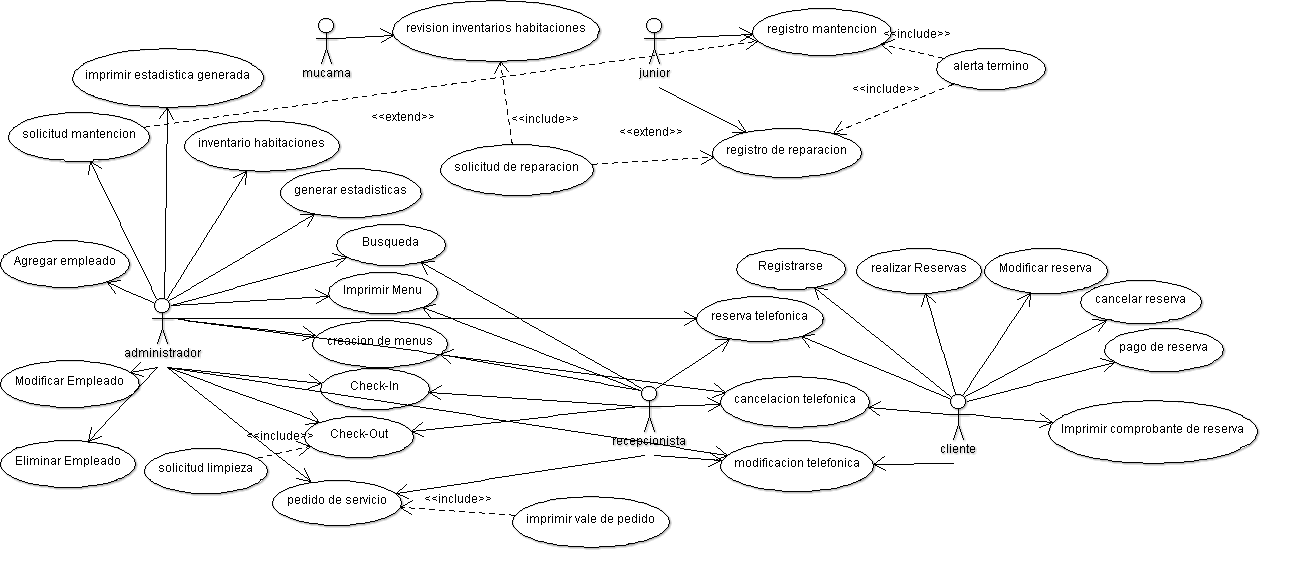 revision inventarios habitaciones
registro mantencion
<<include>>
mucama
junior
alerta termino
imprimir estadistica generada
<<include>>
<<extend>>
<<include>>
<<extend>>
solicitud mantencion
inventario habitaciones
registro de reparacion
solicitud de reparacion
generar estadisticas
Busqueda
Agregar empleado
Registrarse
realizar Reservas
Modificar reserva
Imprimir Menu
cancelar reserva
reserva telefonica
creacion de menus
administrador
pago de reserva
Modificar Empleado
Check-In
cancelacion telefonica
Imprimir comprobante de reserva
<<include>>
Check-Out
recepcionista
cliente
Eliminar Empleado
solicitud limpieza
modificacion telefonica
pedido de servicio
<<include>>
imprimir vale de pedido